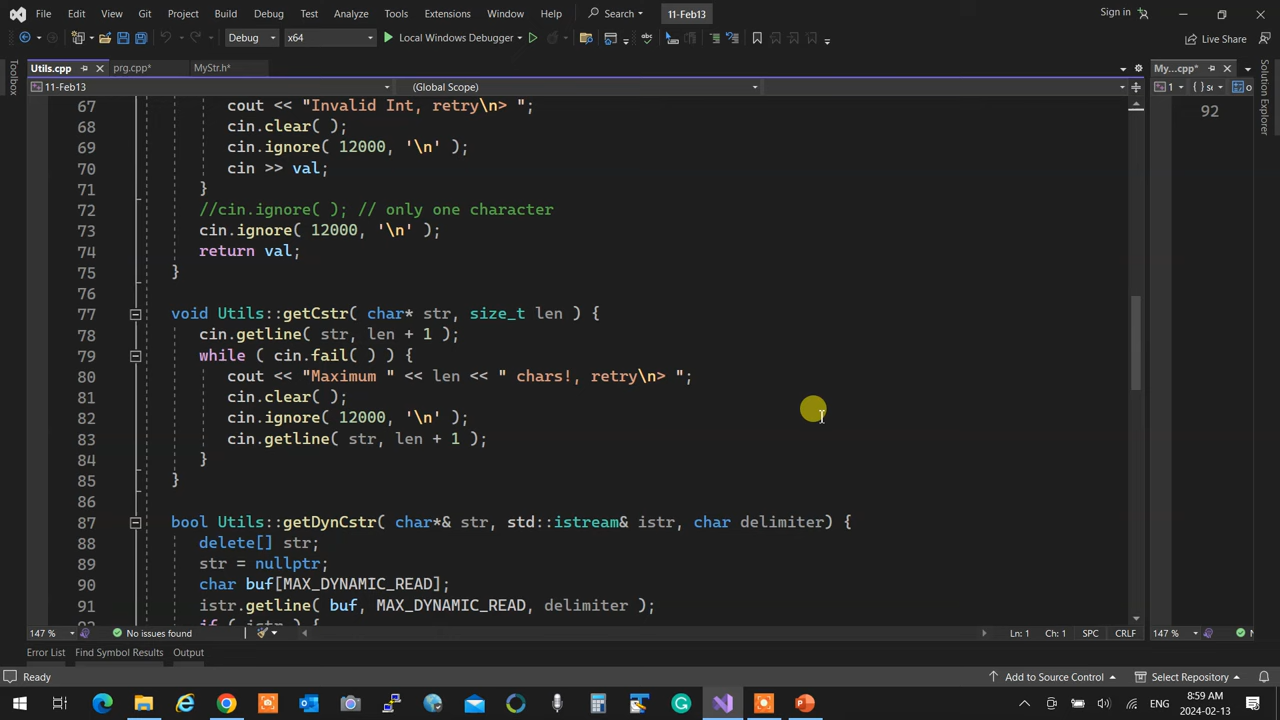 File Edit View Git Project Build Debug Test Analyze Tools Extensions Window Help Search 11-Feb13 Sign in
Debug x64 Local Windows Debugger Live Share
Toolbox Utils.cpp prg.cpp* MyStr.h* My...cpp* Solution Explorer
11-Feb13 (Global Scope) 1
67 cout << "Invalid Int, retry\n> "; 92
68 cin.clear( );
69 cin.ignore( 12000, '\n' );
70 cin >> val;
71 }
72 //cin.ignore( ); // only one character
73 cin.ignore( 12000, '\n' );
74 return val;
75 }
76
77 void Utils::getCstr( char* str, size_t len ) {
78 cin.getline( str, len + 1 );
79 while ( cin.fail( ) ) {
80 cout << "Maximum " << len << " chars!, retry\n> ";
81 cin.clear( );
82 cin.ignore( 12000, '\n' );
83 cin.getline( str, len + 1 );
84 }
85 }
86
87 bool Utils::getDynCstr( char*& str, std::istream& istr, char delimiter) {
88 delete[] str;
89 str = nullptr;
90 char buf[MAX_DYNAMIC_READ];
91 istr.getline( buf, MAX_DYNAMIC_READ, delimiter );
92 if ( istr ) {
147 % No issues found Ln: 1 Ch: 1 SPC CRLF 147 %
Error List Find Symbol Results Output
Ready Add to Source Control Select Repository
8:59 AM
ENG
2024-02-13